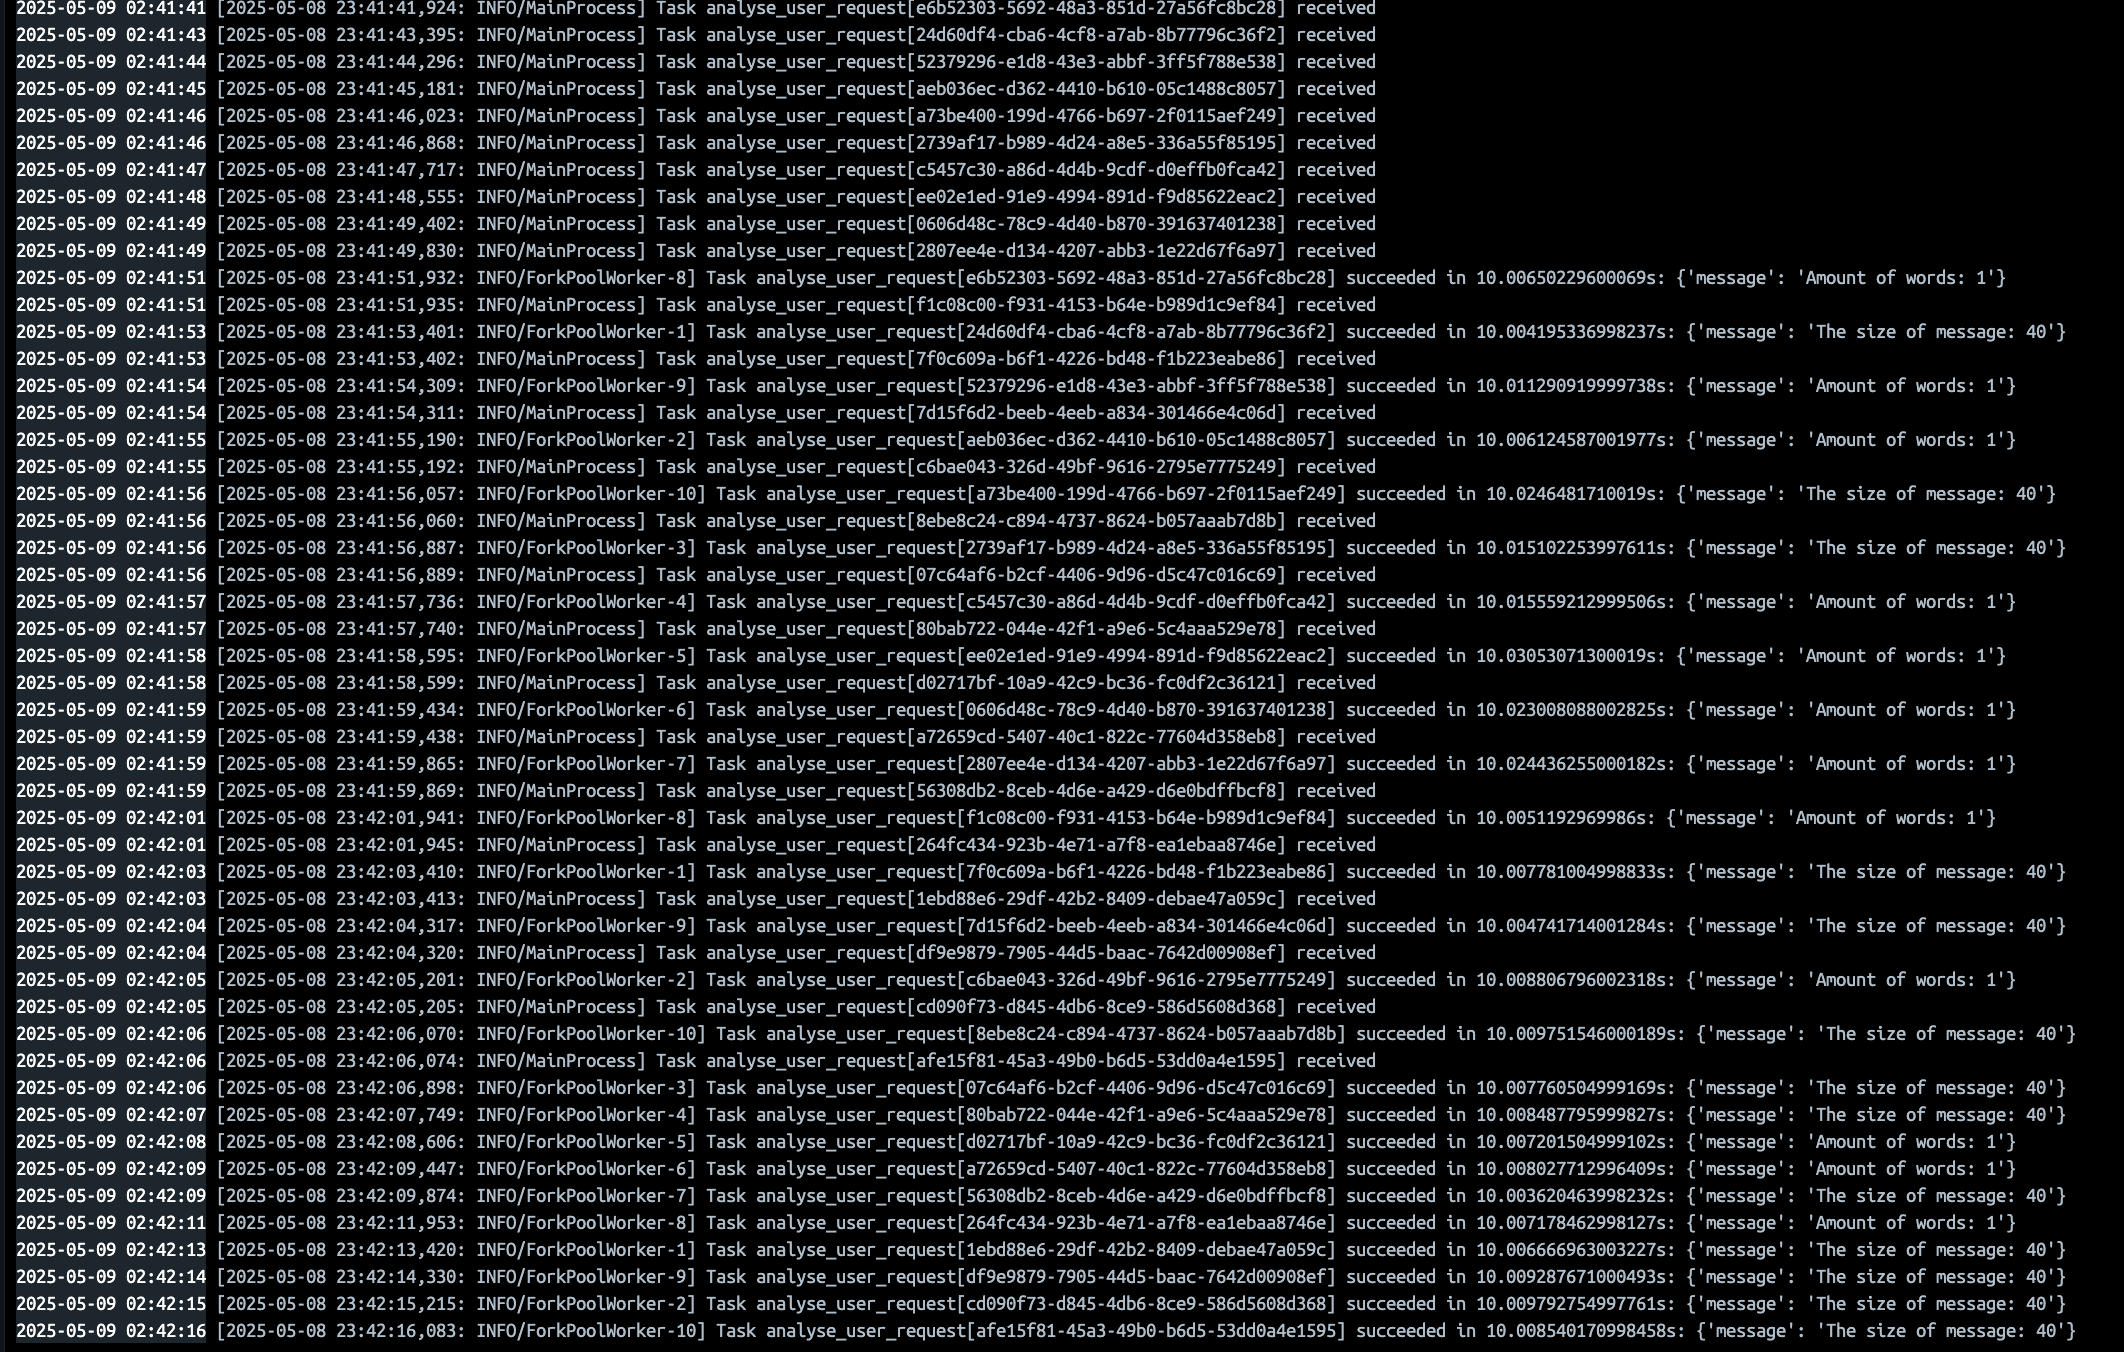 2025-05-09 02:41:41 [2025-05-08 23:41:41,924: INFO/MainProcess] Task analyse_user_request[e6b52303-5692-48a3-851d-27a56fc8bc28] received
2025-05-09 02:41:43 [2025-05-08 23:41:43,395: INFO/MainProcess] Task analyse_user_request[24d60df4-cba6-4cf8-a7ab-8b77796c36f2] received
2025-05-09 02:41:44 [2025-05-08 23:41:44,296: INFO/MainProcess] Task analyse_user_request[52379296-e1d8-43e3-abbf-3ff5f788e538] received
2025-05-09 02:41:45 [2025-05-08 23:41:45,181: INFO/MainProcess] Task analyse_user_request[aeb036ec-d362-4410-b610-05c1488c8057] received
2025-05-09 02:41:46 [2025-05-08 23:41:46,023: INFO/MainProcess] Task analyse_user_request[a73be400-199d-4766-b697-2f0115aef249] received
2025-05-09 02:41:46 [2025-05-08 23:41:46,868: INFO/MainProcess] Task analyse_user_request[2739af17-b989-4d24-a8e5-336a55f85195] received
2025-05-09 02:41:47 [2025-05-08 23:41:47,717: INFO/MainProcess] Task analyse_user_request[c5457c30-a86d-4d4b-9cdf-d0effb0fca42] received
2025-05-09 02:41:48 [2025-05-08 23:41:48,555: INFO/MainProcess] Task analyse_user_request[ee02e1ed-91e9-4994-891d-f9d85622eac2] received
2025-05-09 02:41:49 [2025-05-08 23:41:49,402: INFO/MainProcess] Task analyse_user_request[0606d48c-78c9-4d40-b870-391637401238] received
2025-05-09 02:41:49 [2025-05-08 23:41:49,830: INFO/MainProcess] Task analyse_user_request[2807ee4e-d134-4207-abb3-1e22d67f6a97] received
2025-05-09 02:41:51 [2025-05-08 23:41:51,932: INFO/ForkPoolWorker-8] Task analyse_user_request[e6b52303-5692-48a3-851d-27a56fc8bc28] succeeded in 10.00650229600069s: {'message': 'Amount of words: 1'}
2025-05-09 02:41:51 [2025-05-08 23:41:51,935: INFO/MainProcess] Task analyse_user_request[f1c08c00-f931-4153-b64e-b989d1c9ef84] received
2025-05-09 02:41:53 [2025-05-08 23:41:53,401: INFO/ForkPoolWorker-1] Task analyse_user_request[24d60df4-cba6-4cf8-a7ab-8b77796c36f2] succeeded in 10.004195336998237s: {'message': 'The size of message: 40'}
2025-05-09 02:41:53 [2025-05-08 23:41:53,402: INFO/MainProcess] Task analyse_user_request[7f0c609a-b6f1-4226-bd48-f1b223eabe86] received
2025-05-09 02:41:54 [2025-05-08 23:41:54,309: INFO/ForkPoolWorker-9] Task analyse_user_request[52379296-e1d8-43e3-abbf-3ff5f788e538] succeeded in 10.011290919999738s: {'message': 'Amount of words: 1'}
2025-05-09 02:41:54 [2025-05-08 23:41:54,311: INFO/MainProcess] Task analyse_user_request[7d15f6d2-beeb-4eeb-a834-301466e4c06d] received
2025-05-09 02:41:55 [2025-05-08 23:41:55,190: INFO/ForkPoolWorker-2] Task analyse_user_request[aeb036ec-d362-4410-b610-05c1488c8057] succeeded in 10.006124587001977s: {'message': 'Amount of words: 1'}
2025-05-09 02:41:55 [2025-05-08 23:41:55,192: INFO/MainProcess] Task analyse_user_request[c6bae043-326d-49bf-9616-2795e7775249] received
2025-05-09 02:41:56 [2025-05-08 23:41:56,057: INFO/ForkPoolWorker-10] Task analyse_user_request[a73be400-199d-4766-b697-2f0115aef249] succeeded in 10.0246481710019s: {'message': 'The size of message: 40'}
2025-05-09 02:41:56 [2025-05-08 23:41:56,060: INFO/MainProcess] Task analyse_user_request[8ebe8c24-c894-4737-8624-b057aaab7d8b] received
2025-05-09 02:41:56 [2025-05-08 23:41:56,887: INFO/ForkPoolWorker-3] Task analyse_user_request[2739af17-b989-4d24-a8e5-336a55f85195] succeeded in 10.015102253997611s: {'message': 'The size of message: 40'}
2025-05-09 02:41:56 [2025-05-08 23:41:56,889: INFO/MainProcess] Task analyse_user_request[07c64af6-b2cf-4406-9d96-d5c47c016c69] received
2025-05-09 02:41:57 [2025-05-08 23:41:57,736: INFO/ForkPoolWorker-4] Task analyse_user_request[c5457c30-a86d-4d4b-9cdf-d0effb0fca42] succeeded in 10.015559212999506s: {'message': 'Amount of words: 1'}
2025-05-09 02:41:57 [2025-05-08 23:41:57,740: INFO/MainProcess] Task analyse_user_request[80bab722-044e-42f1-a9e6-5c4aaa529e78] received
2025-05-09 02:41:58 [2025-05-08 23:41:58,595: INFO/ForkPoolWorker-5] Task analyse_user_request[ee02e1ed-91e9-4994-891d-f9d85622eac2] succeeded in 10.03053071300019s: {'message': 'Amount of words: 1'}
2025-05-09 02:41:58 [2025-05-08 23:41:58,599: INFO/MainProcess] Task analyse_user_request[d02717bf-10a9-42c9-bc36-fc0df2c36121] received
2025-05-09 02:41:59 [2025-05-08 23:41:59,434: INFO/ForkPoolWorker-6] Task analyse_user_request[0606d48c-78c9-4d40-b870-391637401238] succeeded in 10.023008088002825s: {'message': 'Amount of words: 1'}
2025-05-09 02:41:59 [2025-05-08 23:41:59,438: INFO/MainProcess] Task analyse_user_request[a72659cd-5407-40c1-822c-77604d358eb8] received
2025-05-09 02:41:59 [2025-05-08 23:41:59,865: INFO/ForkPoolWorker-7] Task analyse_user_request[2807ee4e-d134-4207-abb3-1e22d67f6a97] succeeded in 10.024436255000182s: {'message': 'Amount of words: 1'}
2025-05-09 02:41:59 [2025-05-08 23:41:59,869: INFO/MainProcess] Task analyse_user_request[56308db2-8ceb-4d6e-a429-d6e0bdffbcf8] received
2025-05-09 02:42:01 [2025-05-08 23:42:01,941: INFO/ForkPoolWorker-8] Task analyse_user_request[f1c08c00-f931-4153-b64e-b989d1c9ef84] succeeded in 10.0051192969986s: {'message': 'Amount of words: 1'}
2025-05-09 02:42:01 [2025-05-08 23:42:01,945: INFO/MainProcess] Task analyse_user_request[264fc434-923b-4e71-a7f8-ea1ebaa8746e] received
2025-05-09 02:42:03 [2025-05-08 23:42:03,410: INFO/ForkPoolWorker-1] Task analyse_user_request[7f0c609a-b6f1-4226-bd48-f1b223eabe86] succeeded in 10.007781004998833s: {'message': 'The size of message: 40'}
2025-05-09 02:42:03 [2025-05-08 23:42:03,413: INFO/MainProcess] Task analyse_user_request[1ebd88e6-29df-42b2-8409-debae47a059c] received
2025-05-09 02:42:04 [2025-05-08 23:42:04,317: INFO/ForkPoolWorker-9] Task analyse_user_request[7d15f6d2-beeb-4eeb-a834-301466e4c06d] succeeded in 10.004741714001284s: {'message': 'The size of message: 40'}
2025-05-09 02:42:04 [2025-05-08 23:42:04,320: INFO/MainProcess] Task analyse_user_request[df9e9879-7905-44d5-baac-7642d00908ef] received
2025-05-09 02:42:05 [2025-05-08 23:42:05,201: INFO/ForkPoolWorker-2] Task analyse_user_request[c6bae043-326d-49bf-9616-2795e7775249] succeeded in 10.008806796002318s: {'message': 'Amount of words: 1'}
2025-05-09 02:42:05 [2025-05-08 23:42:05,205: INFO/MainProcess] Task analyse_user_request[cd090f73-d845-4db6-8ce9-586d5608d368] received
2025-05-09 02:42:06 [2025-05-08 23:42:06,070: INFO/ForkPoolWorker-10] Task analyse_user_request[8ebe8c24-c894-4737-8624-b057aaab7d8b] succeeded in 10.009751546000189s: {'message': 'The size of message: 40'}
2025-05-09 02:42:06 [2025-05-08 23:42:06,074: INFO/MainProcess] Task analyse_user_request[afe15f81-45a3-49b0-b6d5-53dd0a4e1595] received
2025-05-09 02:42:06 [2025-05-08 23:42:06,898: INFO/ForkPoolWorker-3] Task analyse_user_request[07c64af6-b2cf-4406-9d96-d5c47c016c69] succeeded in 10.007760504999169s: {'message': 'The size of message: 40'}
2025-05-09 02:42:07 [2025-05-08 23:42:07,749: INFO/ForkPoolWorker-4] Task analyse_user_request[80bab722-044e-42f1-a9e6-5c4aaa529e78] succeeded in 10.008487795999827s: {'message': 'The size of message: 40'}
2025-05-09 02:42:08 [2025-05-08 23:42:08,606: INFO/ForkPoolWorker-5] Task analyse_user_request[d02717bf-10a9-42c9-bc36-fc0df2c36121] succeeded in 10.007201504999102s: {'message': 'Amount of words: 1'}
2025-05-09 02:42:09 [2025-05-08 23:42:09,447: INFO/ForkPoolWorker-6] Task analyse_user_request[a72659cd-5407-40c1-822c-77604d358eb8] succeeded in 10.008027712996409s: {'message': 'Amount of words: 1'}
2025-05-09 02:42:09 [2025-05-08 23:42:09,874: INFO/ForkPoolWorker-7] Task analyse_user_request[56308db2-8ceb-4d6e-a429-d6e0bdffbcf8] succeeded in 10.003620463998232s: {'message': 'The size of message: 40'}
2025-05-09 02:42:11 [2025-05-08 23:42:11,953: INFO/ForkPoolWorker-8] Task analyse_user_request[264fc434-923b-4e71-a7f8-ea1ebaa8746e] succeeded in 10.007178462998127s: {'message': 'Amount of words: 1'}
2025-05-09 02:42:13 [2025-05-08 23:42:13,420: INFO/ForkPoolWorker-1] Task analyse_user_request[1ebd88e6-29df-42b2-8409-debae47a059c] succeeded in 10.006666963003227s: {'message': 'The size of message: 40'}
2025-05-09 02:42:14 [2025-05-08 23:42:14,330: INFO/ForkPoolWorker-9] Task analyse_user_request[df9e9879-7905-44d5-baac-7642d00908ef] succeeded in 10.009287671000493s: {'message': 'The size of message: 40'}
2025-05-09 02:42:15 [2025-05-08 23:42:15,215: INFO/ForkPoolWorker-2] Task analyse_user_request[cd090f73-d845-4db6-8ce9-586d5608d368] succeeded in 10.009792754997761s: {'message': 'The size of message: 40'}
2025-05-09 02:42:16 [2025-05-08 23:42:16,083: INFO/ForkPoolWorker-10] Task analyse_user_request[afe15f81-45a3-49b0-b6d5-53dd0a4e1595] succeeded in 10.008540170998458s: {'message': 'The size of message: 40'}